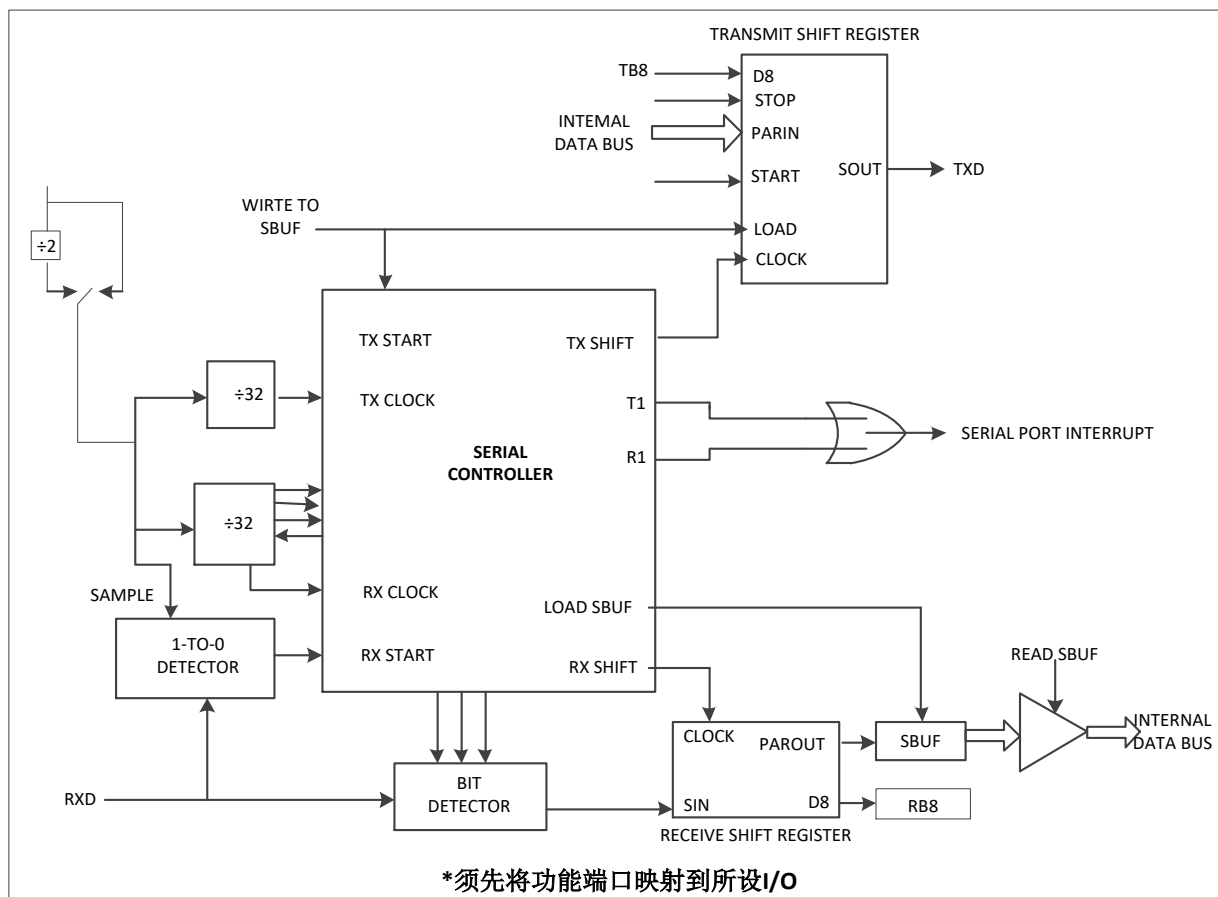 TRANSMIT SHIFT REGISTER
TB8
D8
STOP
INTEMAL
DATA BUS
PARIN
START
SOUT
TXD
WIRTE TO
SBUF
LOAD
CLOCK
÷2
TX START
TX SHIFT
÷32
TX CLOCK
T1
SERIAL PORT INTERRUPT
SERIAL
CONTROLLER
R1
÷32
RX CLOCK
SAMPLE
LOAD SBUF
1-TO-0
DETECTOR
RX START
RX SHIFT
READ SBUF
CLOCK
PAROUT
SBUF
INTERNAL
DATA BUS
RXD
BIT
DETECTOR
SIN
D8
RB8
RECEIVE SHIFT REGISTER
*须先将功能端口映射到所设I/O